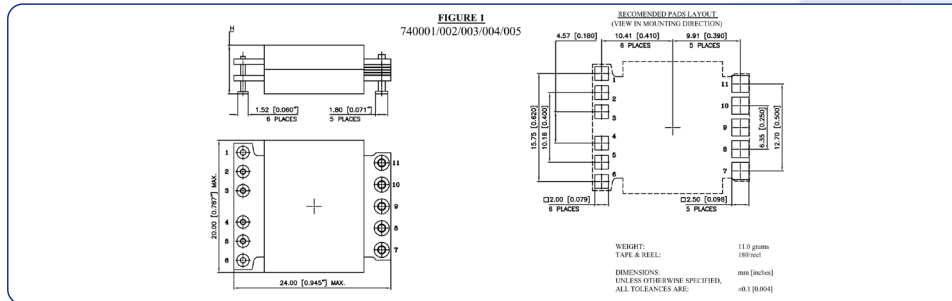 FIGURE 1
740001/002/003/004/005
H
1.52 [0.060"]
6 PLACES
1.80 [0.071"]
5 PLACES
1
2
3
4
5
6
11
10
9
8
7
20.00 [0.787"] MAX.
24.00 [0.945"] MAX.
RECOMENDED PADS LAYOUT
(VIEW IN MOUNTING DIRECTION)
4.57 [0.180]
10.41 [0.410]
6 PLACES
9.91 [0.390]
5 PLACES
1
2
3
4
5
6
11
10
9
8
7
15.75 [0.620]
10.16 [0.400]
6.35 [0.250]
12.70 [0.500]
□2.00 [0.079]
6 PLACES
□2.50 [0.098]
5 PLACES
WEIGHT: 11.0 grams
TAPE & REEL: 180/reel
DIMENSIONS: mm [inches]
UNLESS OTHERWISE SPECIFIED,
ALL TOLEANCES ARE: ±0.1 [0.004]